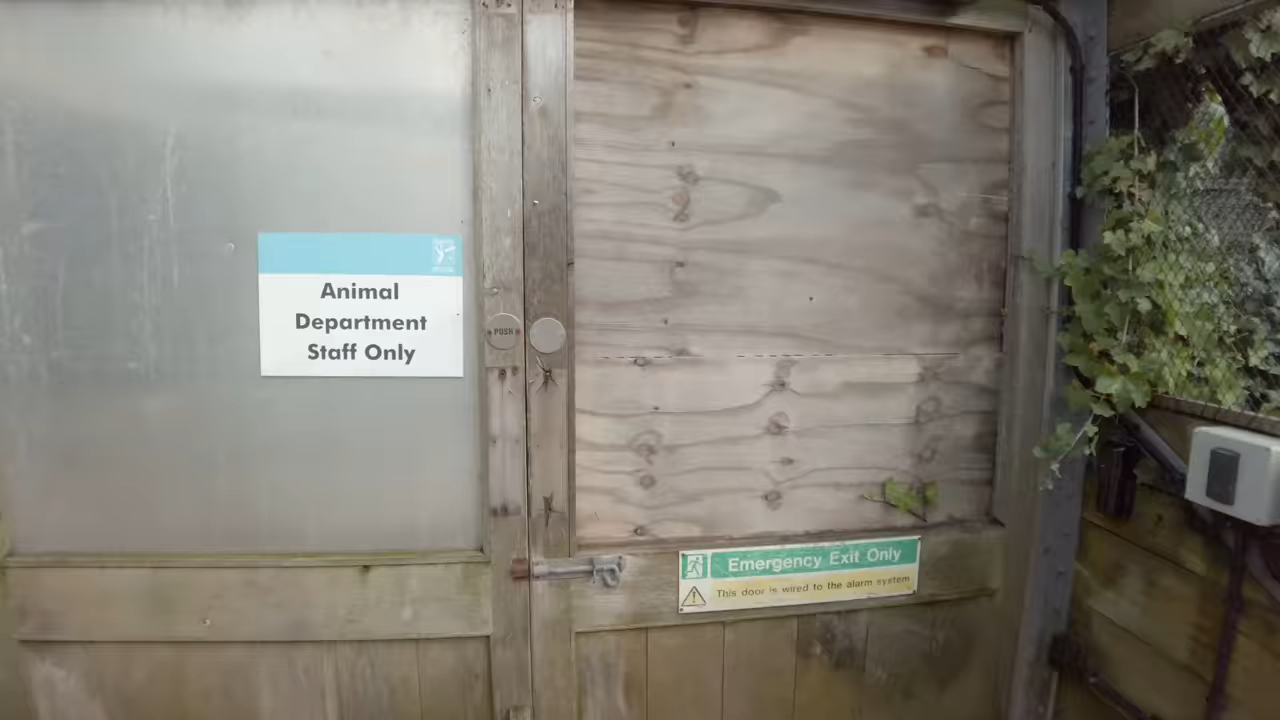 Animal
Department
Staff Only
PUSH
Emergency Exit Only
This door is wired to the alarm system